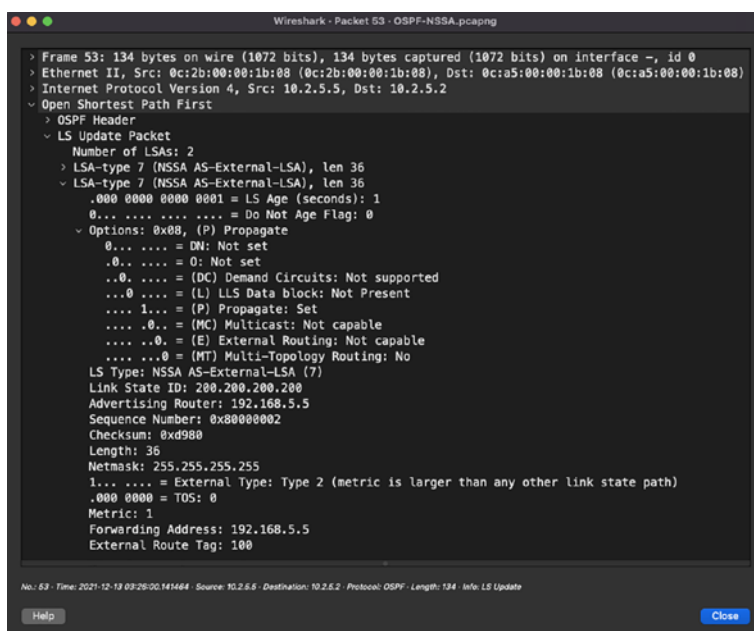 Wireshark · Packet 53 · OSPF-NSSA.pcapng
> Frame 53: 134 bytes on wire (1072 bits), 134 bytes captured (1072 bits) on interface -, id 0
> Ethernet II, Src: 0c:2b:00:00:1b:08 (0c:2b:00:00:1b:08), Dst: 0c:a5:00:00:1b:08 (0c:a5:00:00:1b:08)
> Internet Protocol Version 4, Src: 10.2.5.5, Dst: 10.2.5.2
Open Shortest Path First
> OSPF Header
LS Update Packet
Number of LSAs: 2
> LSA-type 7 (NSSA AS-External-LSA), len 36
LSA-type 7 (NSSA AS-External-LSA), len 36
.000 0000 0000 0001 = LS Age (seconds): 1
0... .... .... .... = Do Not Age Flag: 0
Options: 0x08, (P) Propagate
0... .... = DN: Not set
.0.. .... = O: Not set
..0. .... = (DC) Demand Circuits: Not supported
...0 .... = (L) LLS Data block: Not Present
.... 1... = (P) Propagate: Set
.... .0.. = (MC) Multicast: Not capable
.... ..0. = (E) External Routing: Not capable
.... ...0 = (MT) Multi-Topology Routing: No
LS Type: NSSA AS-External-LSA (7)
Link State ID: 200.200.200.200
Advertising Router: 192.168.5.5
Sequence Number: 0x80000002
Checksum: 0xd980
Length: 36
Netmask: 255.255.255.255
1... .... = External Type: Type 2 (metric is larger than any other link state path)
.000 0000 = TOS: 0
Metric: 1
Forwarding Address: 192.168.5.5
External Route Tag: 100
No.: 53 · Time: 2021-12-13 03:26:00.141464 · Source: 10.2.5.5 · Destination: 10.2.5.2 · Protocol: OSPF · Length: 134 · Info: LS Update
Help
Close